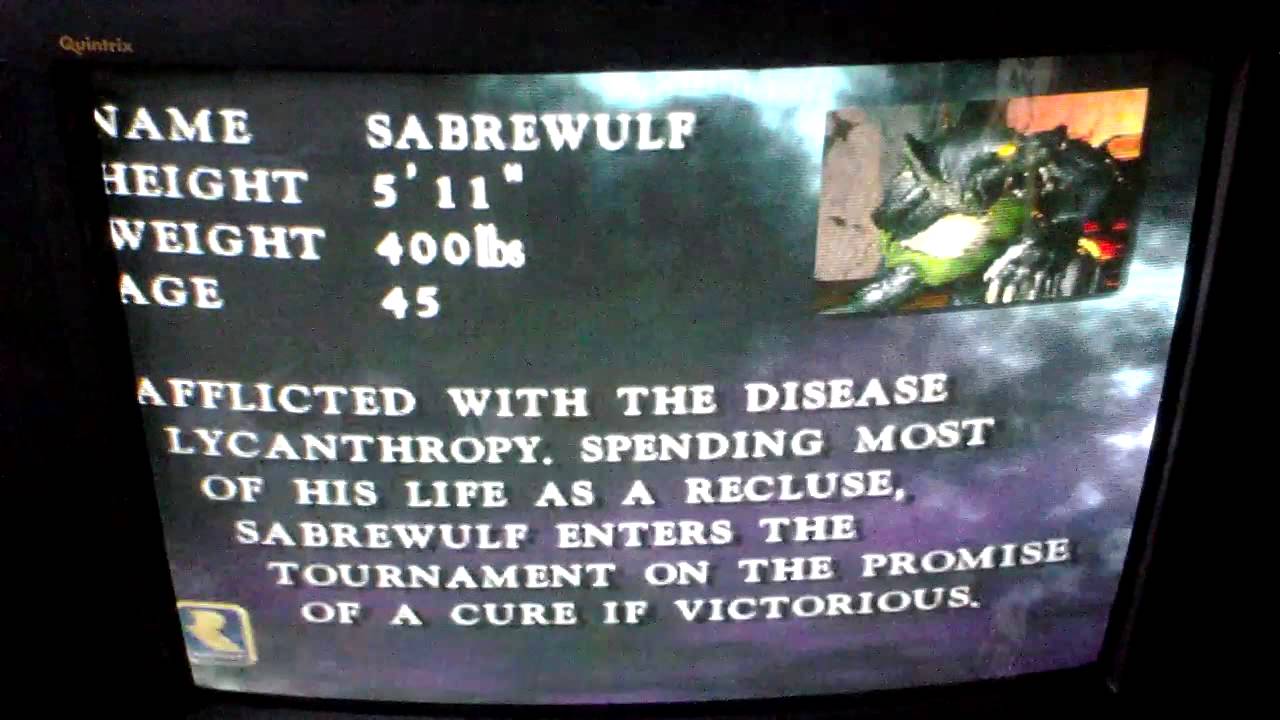 Quintrix
NAME SABREWULF
HEIGHT 5'11"
WEIGHT 400lbs
AGE 45
AFFLICTED WITH THE DISEASE
LYCANTHROPY. SPENDING MOST
OF HIS LIFE AS A RECLUSE,
SABREWULF ENTERS THE
TOURNAMENT ON THE PROMISE
OF A CURE IF VICTORIOUS.
R